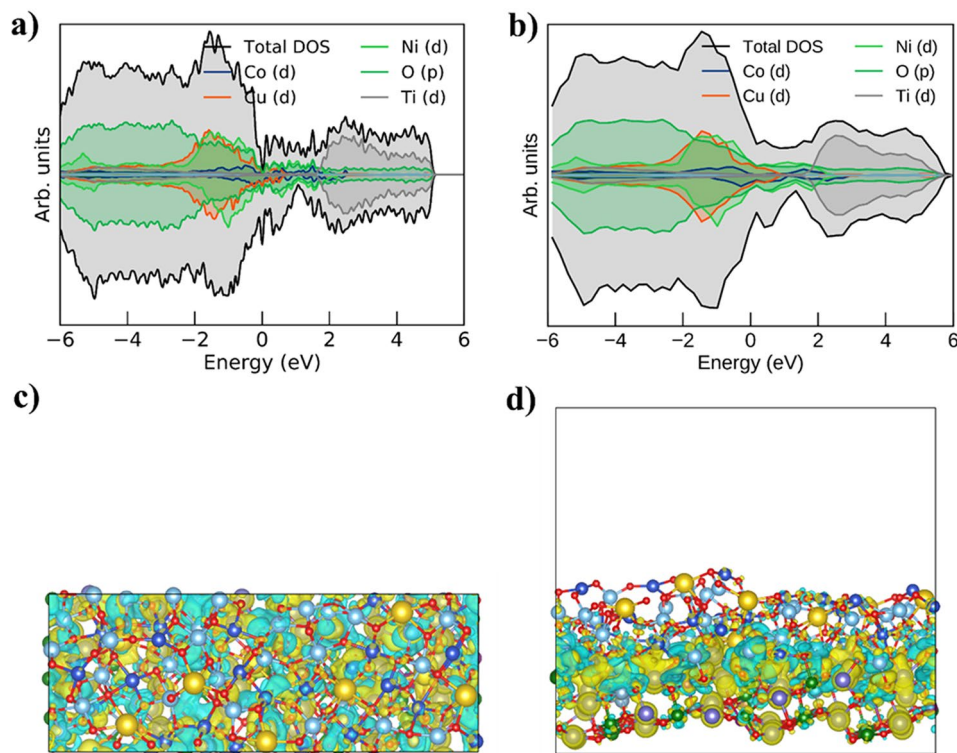 a)
Total DOS
Co (d)
Cu (d)
Ni (d)
O (p)
Ti (d)
Arb. units
−6 −4 −2 0 2 4 6
Energy (eV)
b)
Total DOS
Co (d)
Cu (d)
Ni (d)
O (p)
Ti (d)
Arb. units
−6 −4 −2 0 2 4 6
Energy (eV)
c)
d)